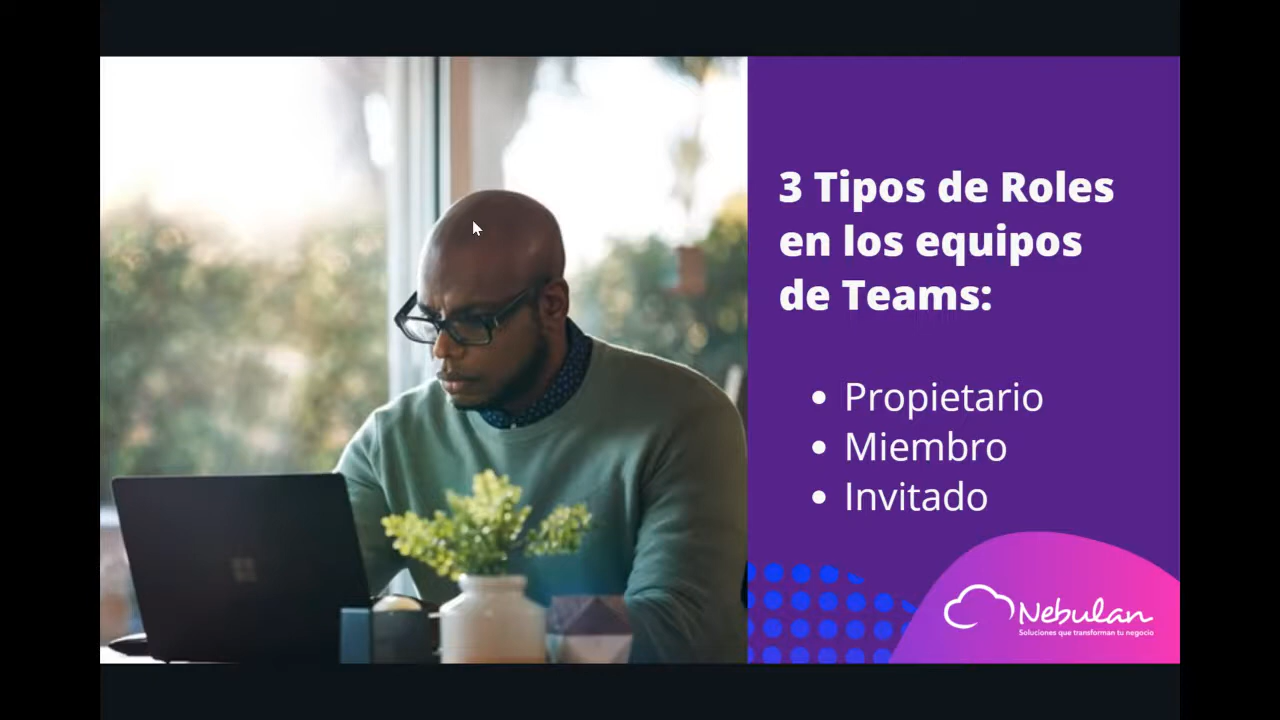 3 Tipos de Roles
en los equipos
de Teams:
• Propietario
• Miembro
• Invitado
Nebulan
Soluciones que transforman tu negocio